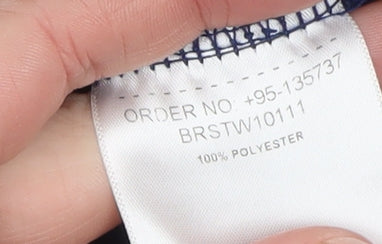 ORDER NO: +95-135737
BRSTW10111
100% POLYESTER